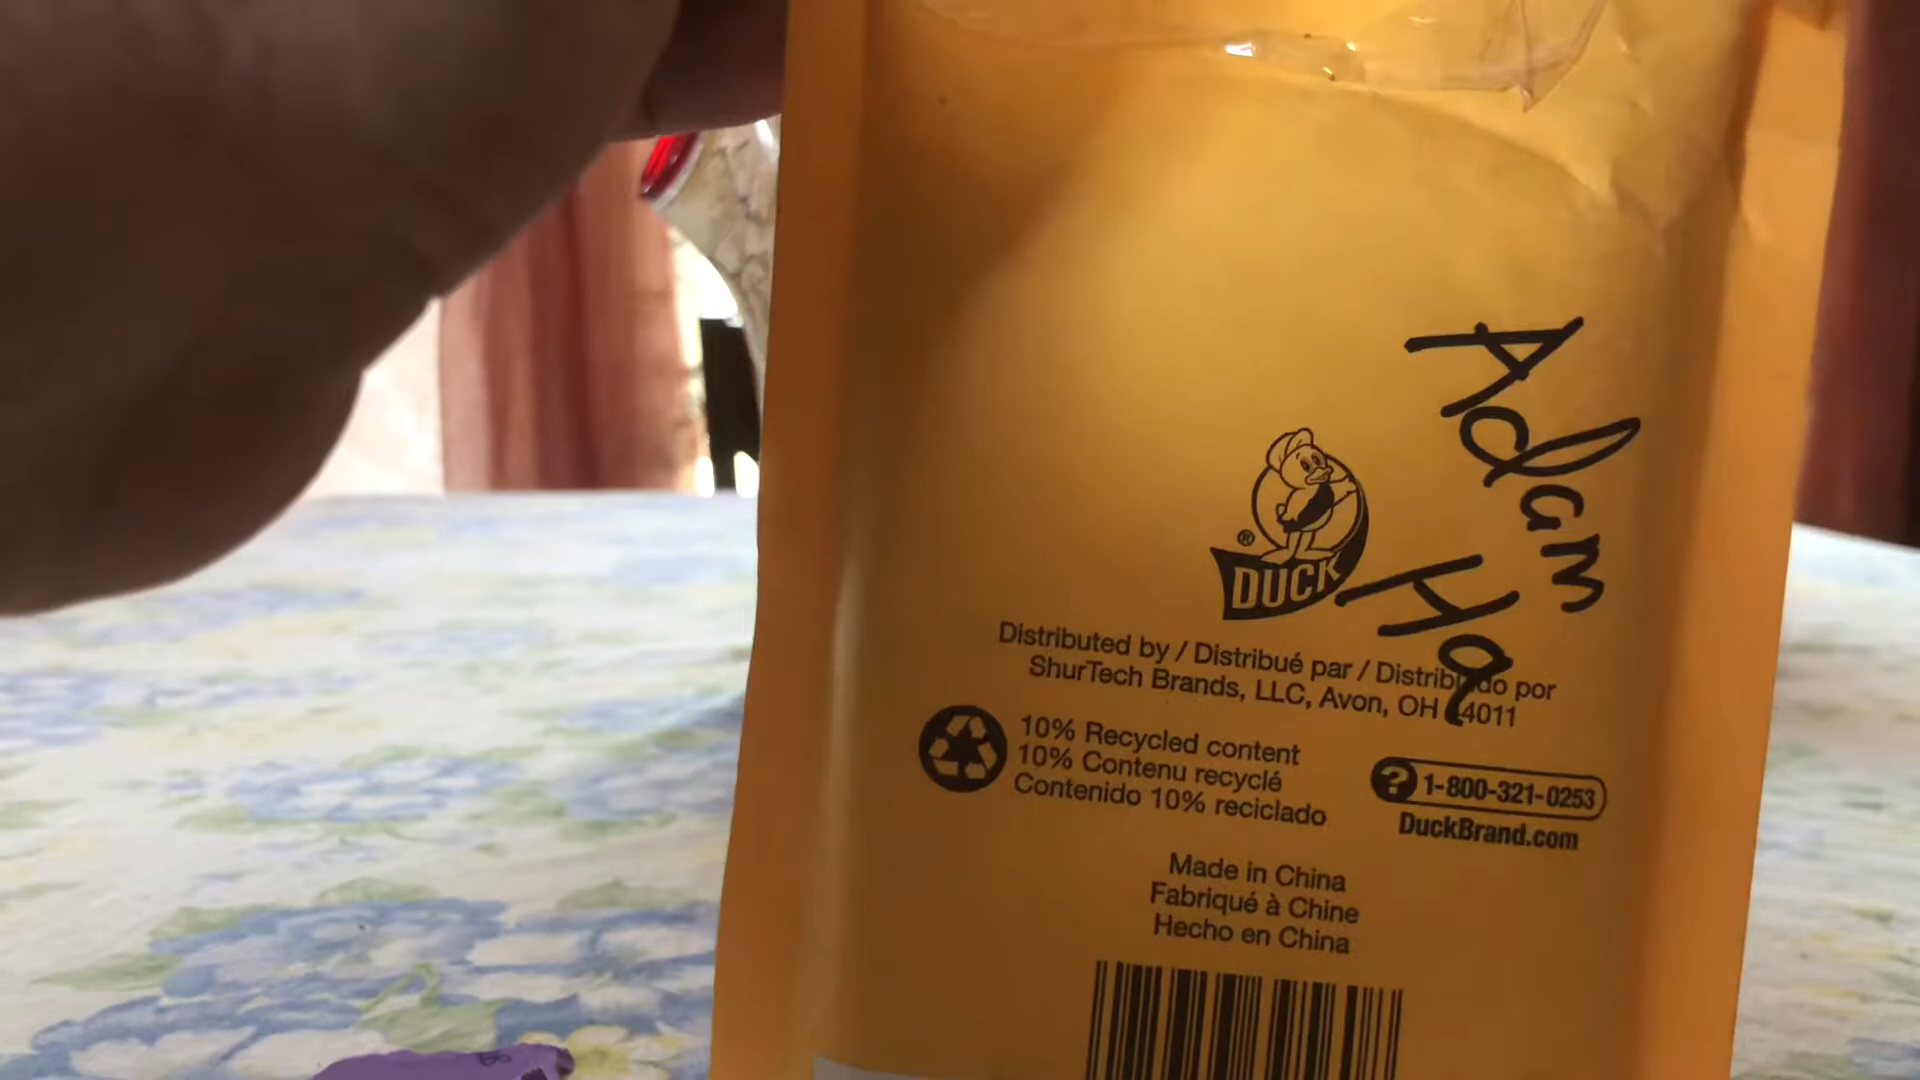 Adam
Ha
®
DUCK
Distributed by / Distribué par / Distribuido por
ShurTech Brands, LLC, Avon, OH 44011
10% Recycled content
10% Contenu recyclé
Contenido 10% reciclado
? 1-800-321-0253
DuckBrand.com
Made in China
Fabriqué à Chine
Hecho en China